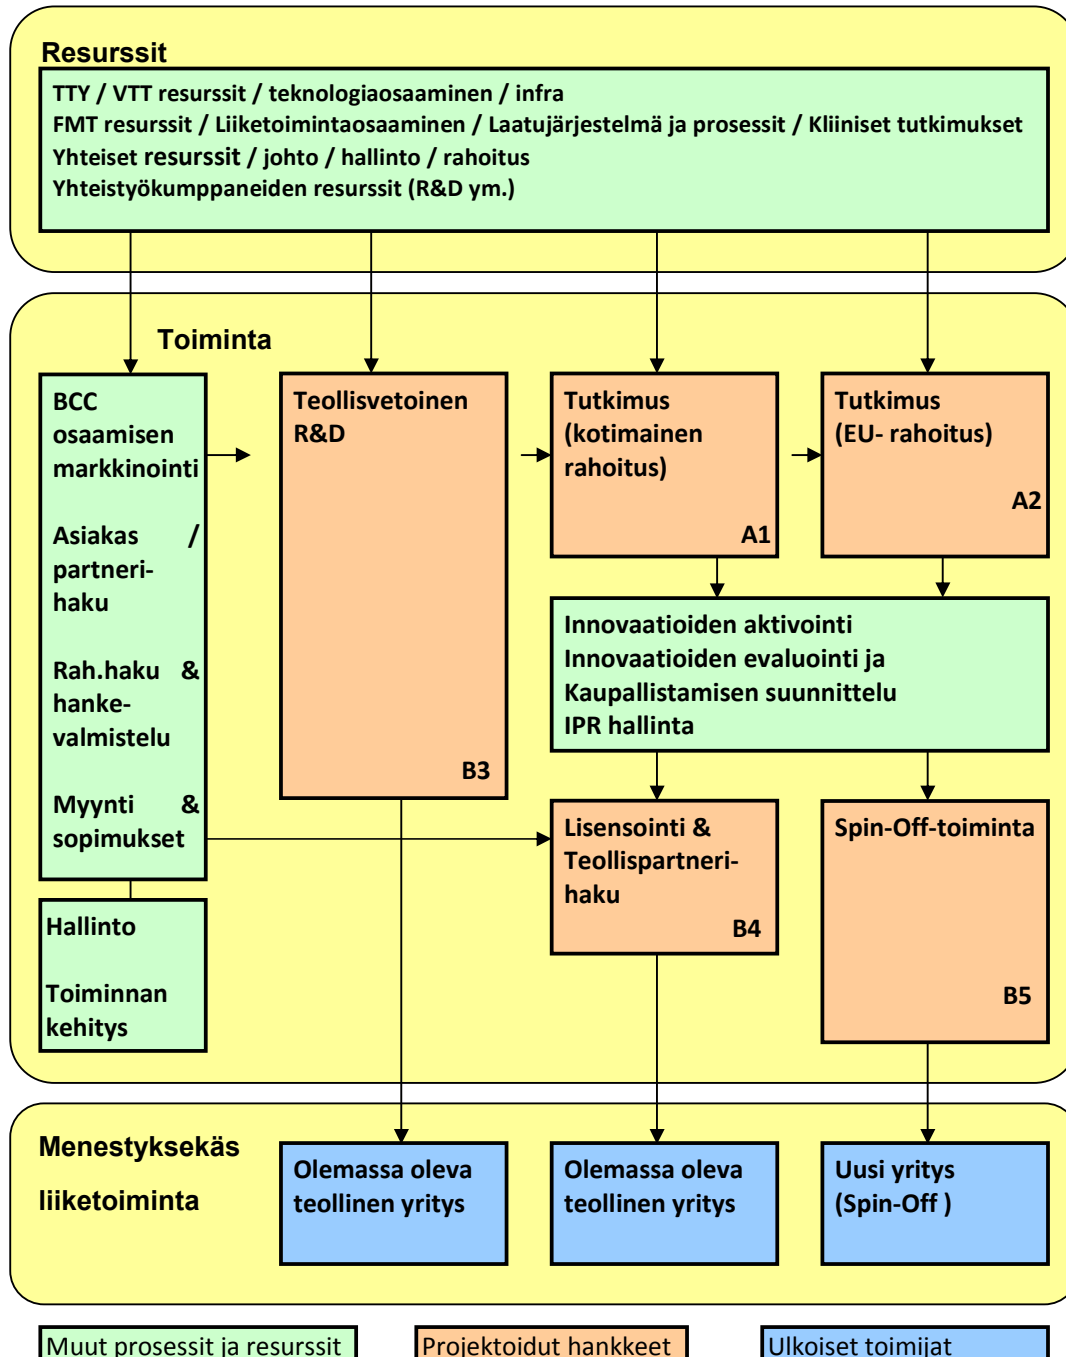 Resurssit
TTY / VTT resurssit / teknologiaosaaminen / infra
FMT resurssit / Liiketoimintaosaaminen / Laatujärjestelmä ja prosessit / Kliiniset tutkimukset
Yhteiset resurssit / johto / hallinto / rahoitus
Yhteistyökumppaneiden resurssit (R&D ym.)
Toiminta
BCC
osaamisen
markkinointi
Asiakas /
partneri-
haku
Rah.haku &
hanke-
valmistelu
Myynti &
sopimukset
Hallinto
Toiminnan
kehitys
Teollisvetoinen
R&D
B3
Tutkimus
(kotimainen
rahoitus)
A1
Tutkimus
(EU- rahoitus)
A2
Innovaatioiden aktivointi
Innovaatioiden evaluointi ja
Kaupallistamisen suunnittelu
IPR hallinta
Lisensointi &
Teollispartneri-
haku
B4
Spin-Off-toiminta
B5
Menestyksekäs
liiketoiminta
Olemassa oleva
teollinen yritys
Olemassa oleva
teollinen yritys
Uusi yritys
(Spin-Off )
Muut prosessit ja resurssit
Projektoidut hankkeet
Ulkoiset toimijat